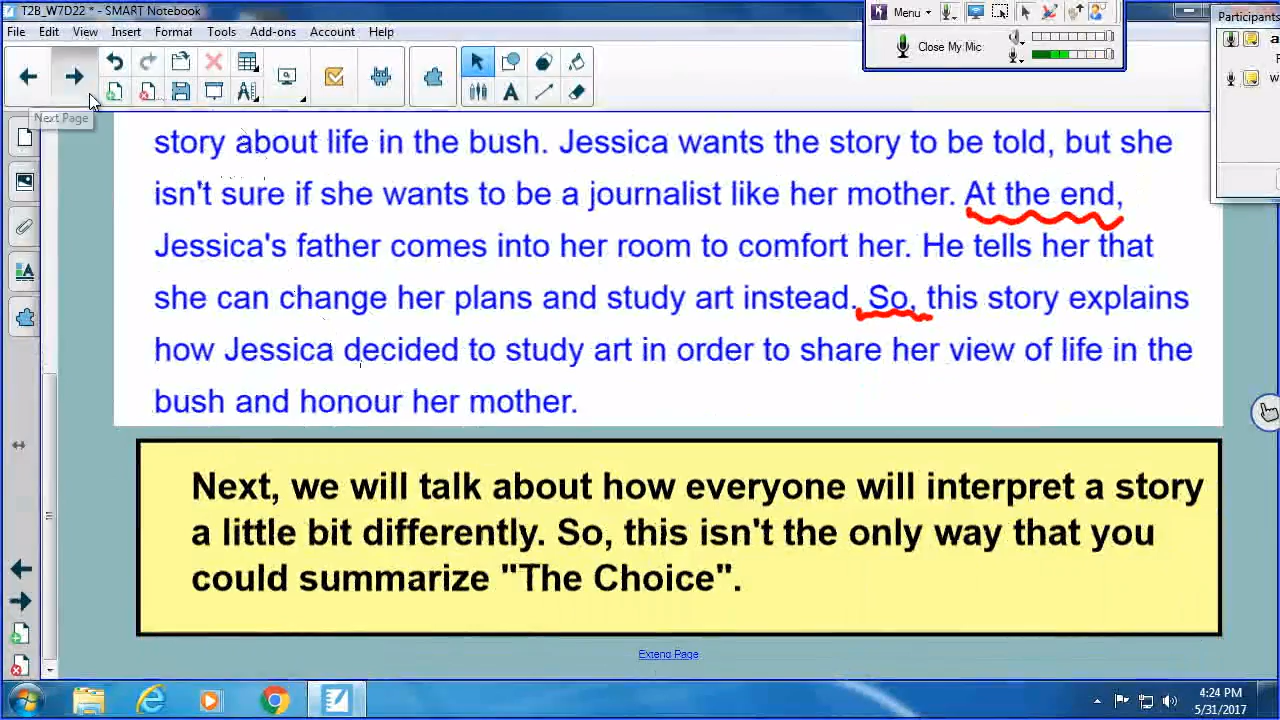 T2B_W7D22 * - SMART Notebook
File Edit View Insert Format Tools Add-ons Account Help
Menu
Close My Mic
Participant
Next Page
story about life in the bush. Jessica wants the story to be told, but she
isn't sure if she wants to be a journalist like her mother. At the end,
Jessica's father comes into her room to comfort her. He tells her that
she can change her plans and study art instead. So, this story explains
how Jessica decided to study art in order to share her view of life in the
bush and honour her mother.
Next, we will talk about how everyone will interpret a story
a little bit differently. So, this isn't the only way that you
could summarize "The Choice".
Extend Page
4:24 PM
5/31/2017